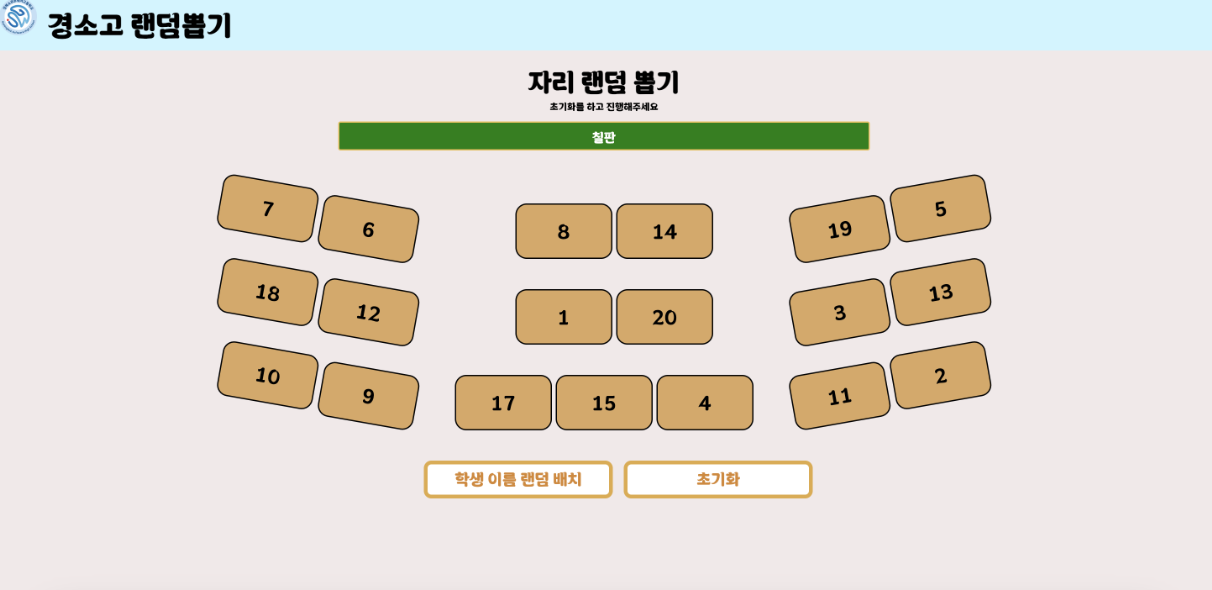 경소고 랜덤뽑기
자리 랜덤 뽑기
초기화를 하고 진행해주세요
칠판
7 6 8 14 19 5
18 12 1 20 3 13
10 9 17 15 4 11 2
학생 이름 랜덤 배치 초기화